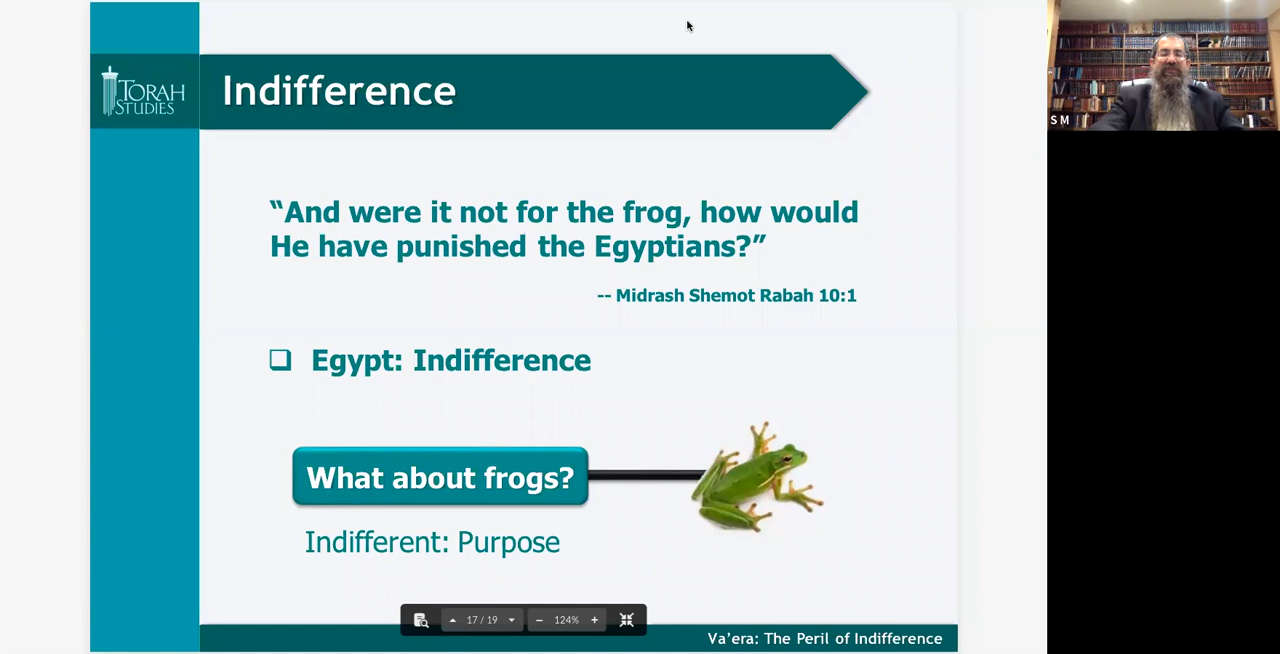 TORAH
STUDIES
Indifference
“And were it not for the frog, how would
He have punished the Egyptians?”
-- Midrash Shemot Rabah 10:1
❑ Egypt: Indifference
What about frogs?
Indifferent: Purpose
17 / 19
124%
Va’era: The Peril of Indifference
S M